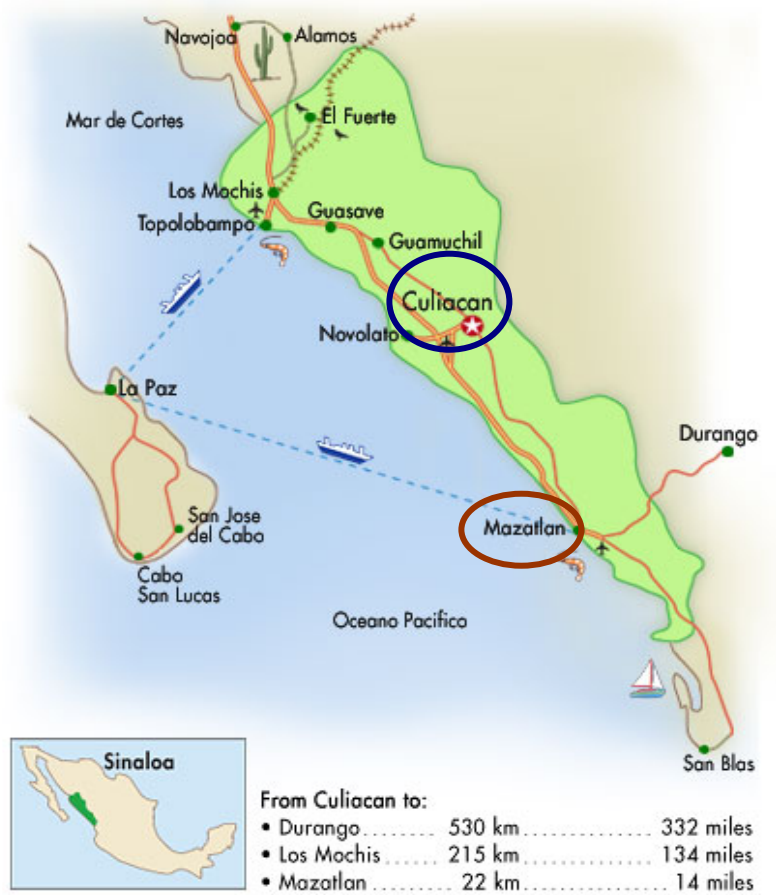 Navojoa
Alamos
Mar de Cortes
El Fuerte
Los Mochis
Guasave
Topolobampo
Guamuchil
Culiacan
Novolato
La Paz
Durango
San Jose
del Cabo
Mazatlan
Cabo
San Lucas
Oceano Pacifico
San Blas
Sinaloa
From Culiacan to:
• Durango........ 530 km............... 332 miles
• Los Mochis..... 215 km............... 134 miles
• Mazatlan ........ 22 km................. 14 miles